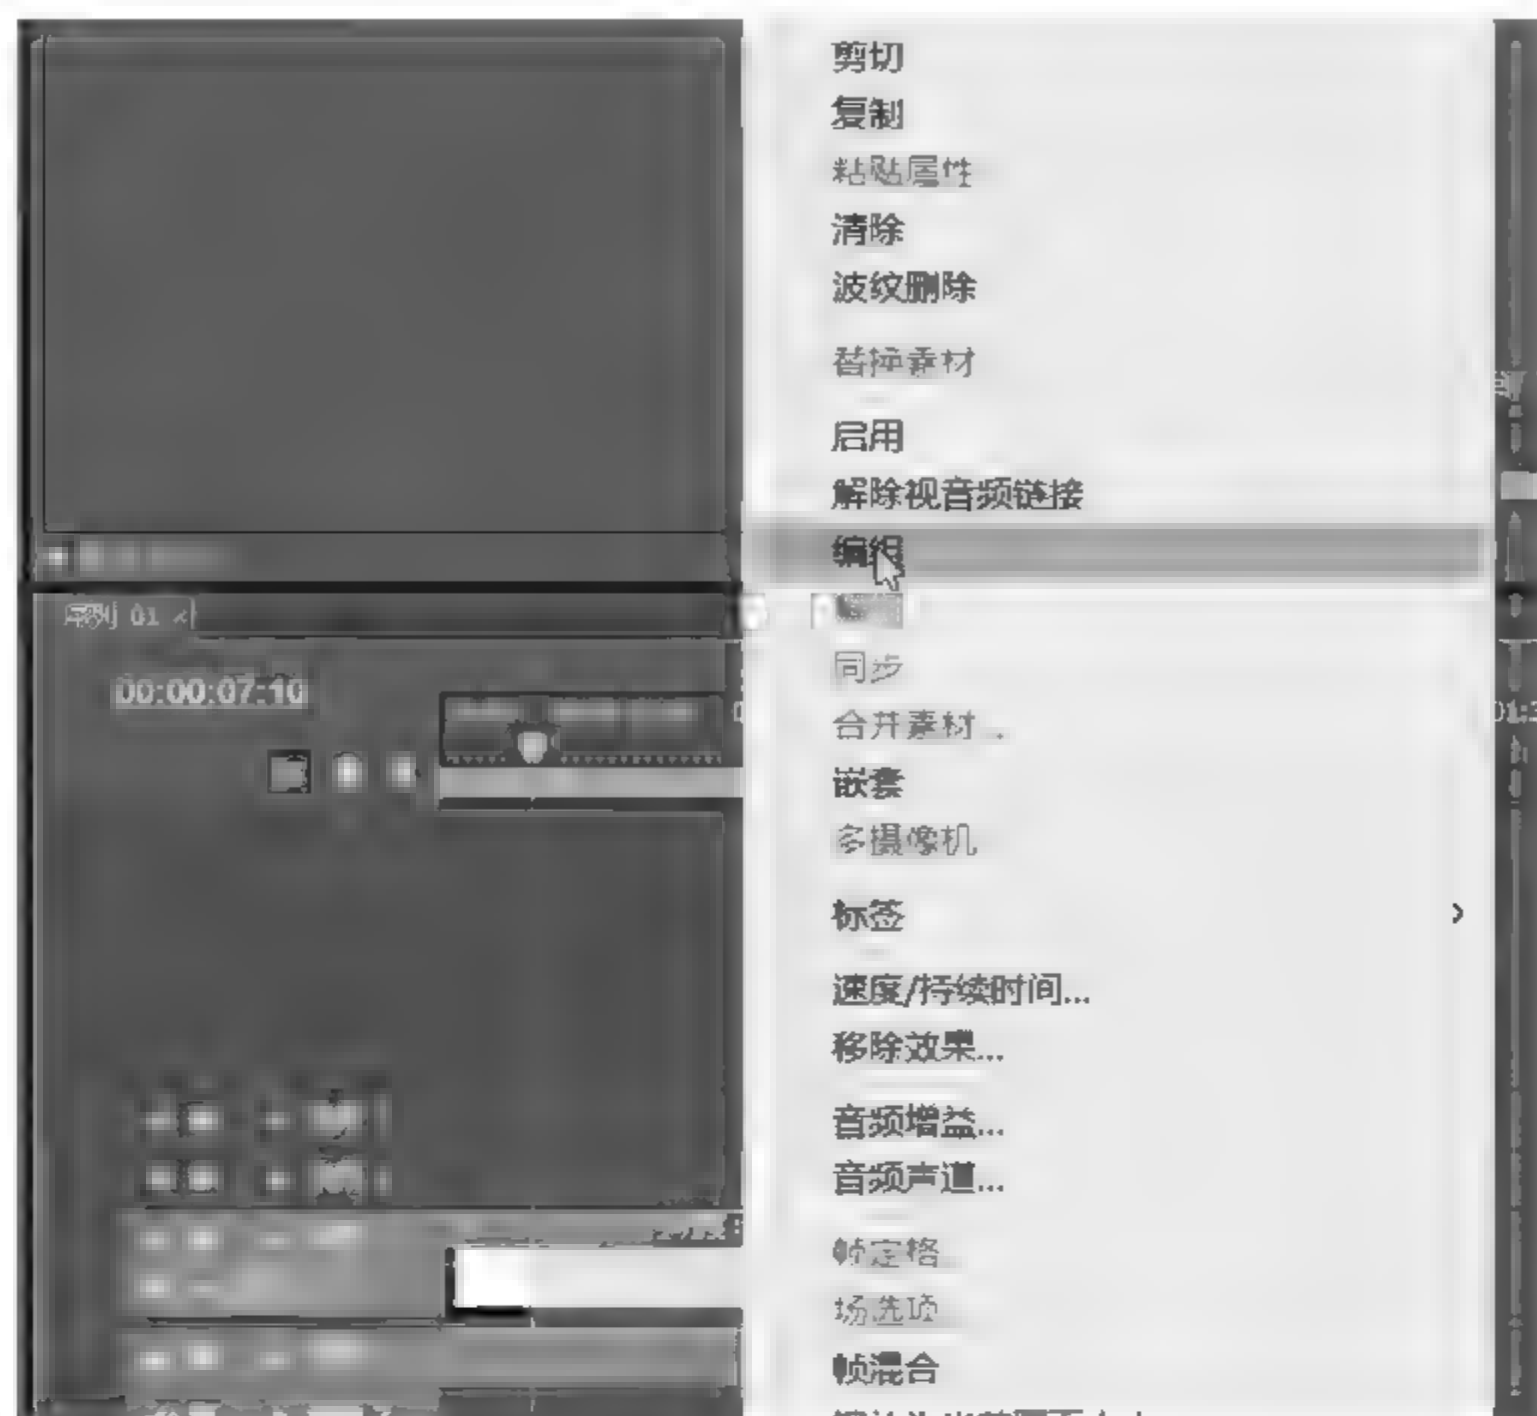 剪切
复制
粘贴属性
清除
波纹删除
替换素材
启用
解除视音频链接
编组
序列 01 ×
00:00:07:10
同步
合并素材...
嵌套
多摄像机
标签
速度/持续时间...
移除效果...
音频增益...
音频声道...
帧定格
场选项
帧混合